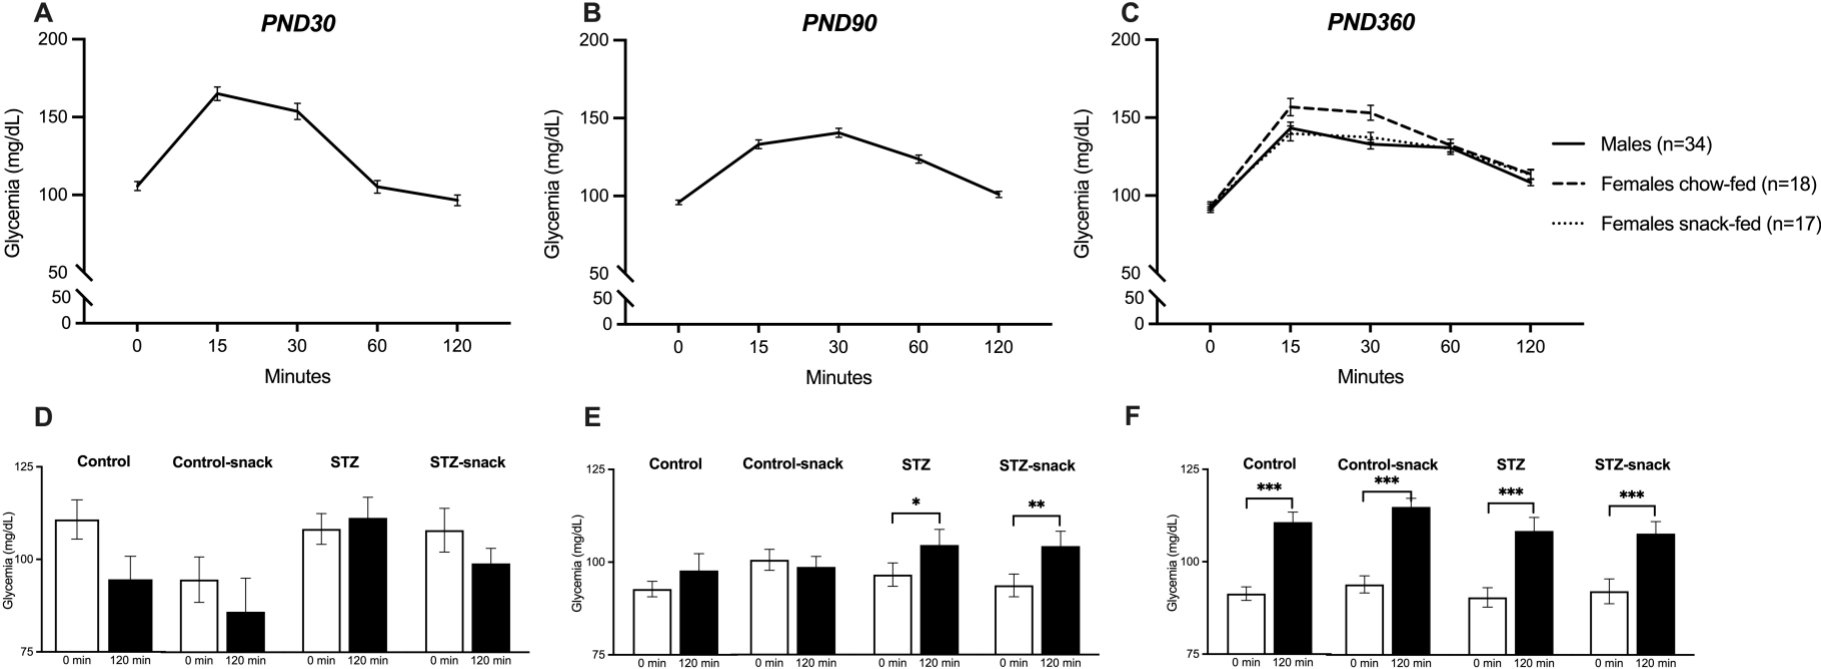 A
PND30
200
150
100
50
50
0
Glycemia (mg/dL)
0 15 30 60 120
Minutes
B
PND90
200
150
100
50
50
0
Glycemia (mg/dL)
0 15 30 60 120
Minutes
C
PND360
200
150
100
50
50
0
Glycemia (mg/dL)
0 15 30 60 120
Minutes
Males (n=34)
Females chow-fed (n=18)
Females snack-fed (n=17)
D
Control Control-snack STZ STZ-snack
125
100
75
Glycemia (mg/dL)
0 min 120 min 0 min 120 min 0 min 120 min 0 min 120 min
E
Control Control-snack STZ STZ-snack
* **
125
100
75
Glycemia (mg/dL)
0 min 120 min 0 min 120 min 0 min 120 min 0 min 120 min
F
Control Control-snack STZ STZ-snack
*** *** *** ***
125
100
75
Glycemia (mg/dL)
0 min 120 min 0 min 120 min 0 min 120 min 0 min 120 min